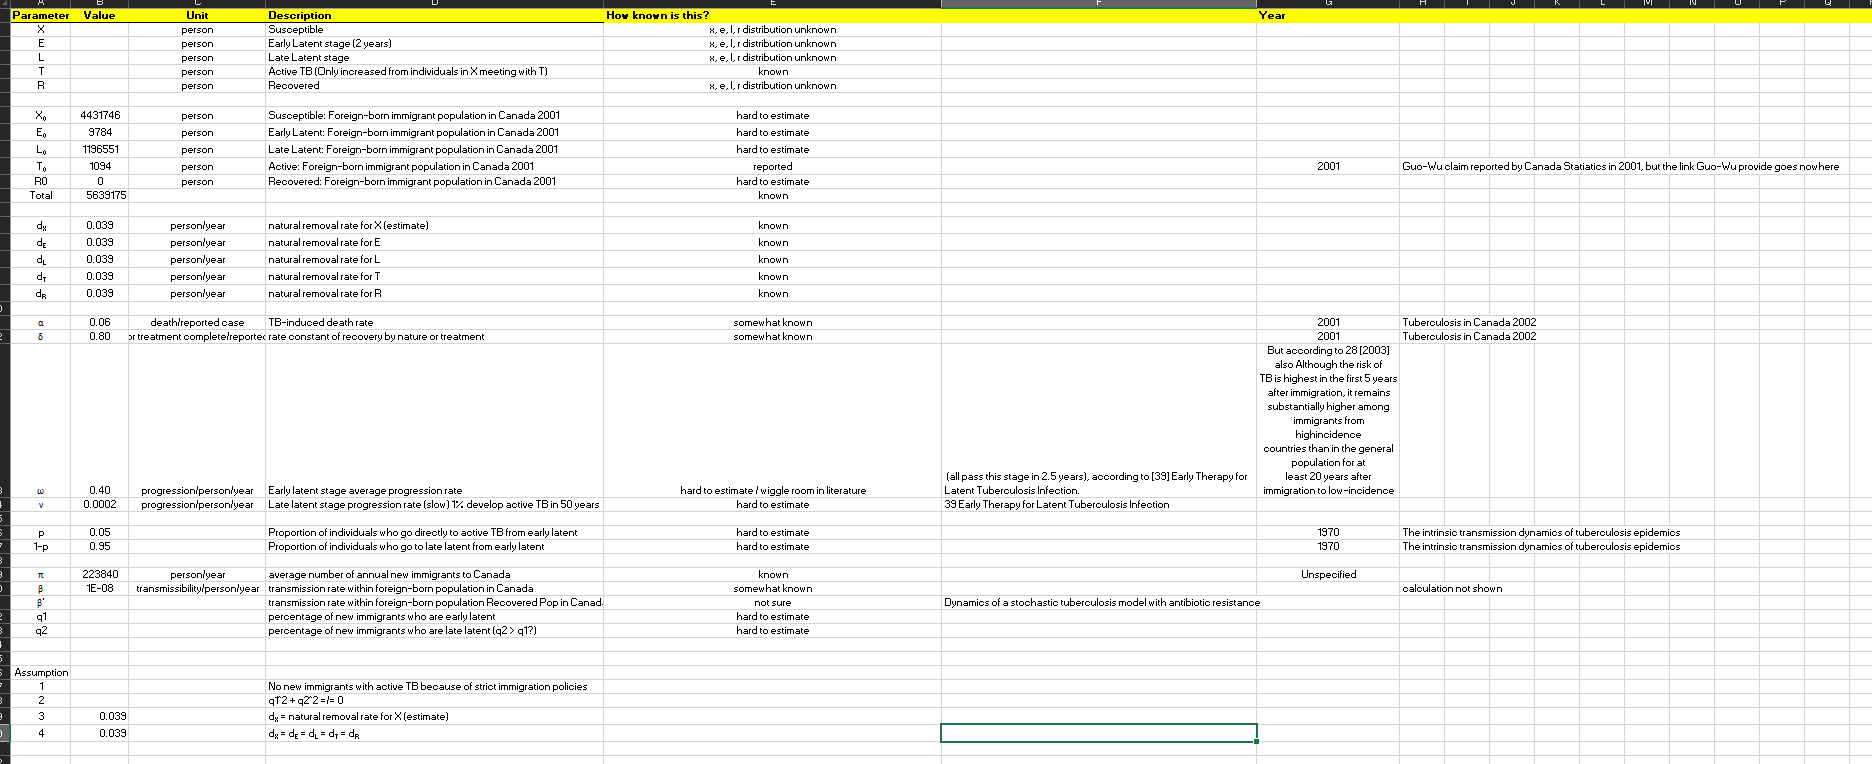 Parameter Value Unit Description How known is this? Year
X person Susceptible x, e, l, r distribution unknown
E person Early Latent stage (2 years) x, e, l, r distribution unknown
L person Late Latent stage x, e, l, r distribution unknown
T person Active TB (Only increased from individuals in X meeting with T) known
R person Recovered x, e, l, r distribution unknown
X₀ 4431746 person Susceptible: Foreign-born immigrant population in Canada 2001 hard to estimate
E₀ 9784 person Early Latent: Foreign-born immigrant population in Canada 2001 hard to estimate
L₀ 1196551 person Late Latent: Foreign-born immigrant population in Canada 2001 hard to estimate
T₀ 1094 person Active: Foreign-born immigrant population in Canada 2001 reported 2001 Guo-Wu claim reported by Canada Statiatics in 2001, but the link Guo-Wu provide goes nowhere
R0 0 person Recovered: Foreign-born immigrant population in Canada 2001 hard to estimate
Total 5639175 known
dX 0.039 person/year natural removal rate for X (estimate) known
dE 0.039 person/year natural removal rate for E known
dL 0.039 person/year natural removal rate for L known
dT 0.039 person/year natural removal rate for T known
dR 0.039 person/year natural removal rate for R known
α 0.06 death/reported case TB-induced death rate somewhat known 2001 Tuberculosis in Canada 2002
δ 0.80 or treatment complete/reported rate constant of recovery by nature or treatment somewhat known 2001 Tuberculosis in Canada 2002
But according to 28 [2003]
also Although the risk of
TB is highest in the first 5 years
after immigration, it remains
substantially higher among
immigrants from
highincidence
countries than in the general
population for at
(all pass this stage in 2.5 years), according to [39] Early Therapy for least 20 years after
ω 0.40 progression/person/year Early latent stage average progression rate hard to estimate / wiggle room in literature Latent Tuberculosis Infection. immigration to low-incidence
ν 0.0002 progression/person/year Late latent stage progression rate (slow) 1% develop active TB in 50 years hard to estimate 39 Early Therapy for Latent Tuberculosis Infection
p 0.05 Proportion of individuals who go directly to active TB from early latent hard to estimate 1970 The intrinsic transmission dynamics of tuberculosis epidemics
1-p 0.95 Proportion of individuals who go to late latent from early latent hard to estimate 1970 The intrinsic transmission dynamics of tuberculosis epidemics
π 223840 person/year average number of annual new immigrants to Canada known Unspecified
β 1E-08 transmissibility/person/year transmission rate within foreign-born population in Canada somewhat known calculation not shown
β' transmission rate within foreign-born population Recovered Pop in Canad not sure Dynamics of a stochastic tuberculosis model with antibiotic resistance
q1 percentage of new immigrants who are early latent hard to estimate
q2 percentage of new immigrants who are late latent (q2 > q1?) hard to estimate
Assumption
1 No new immigrants with active TB because of strict immigration policies
2 q1^2 + q2^2 =/= 0
3 0.039 dX = natural removal rate for X (estimate)
4 0.039 dX = dE = dL = dT = dR